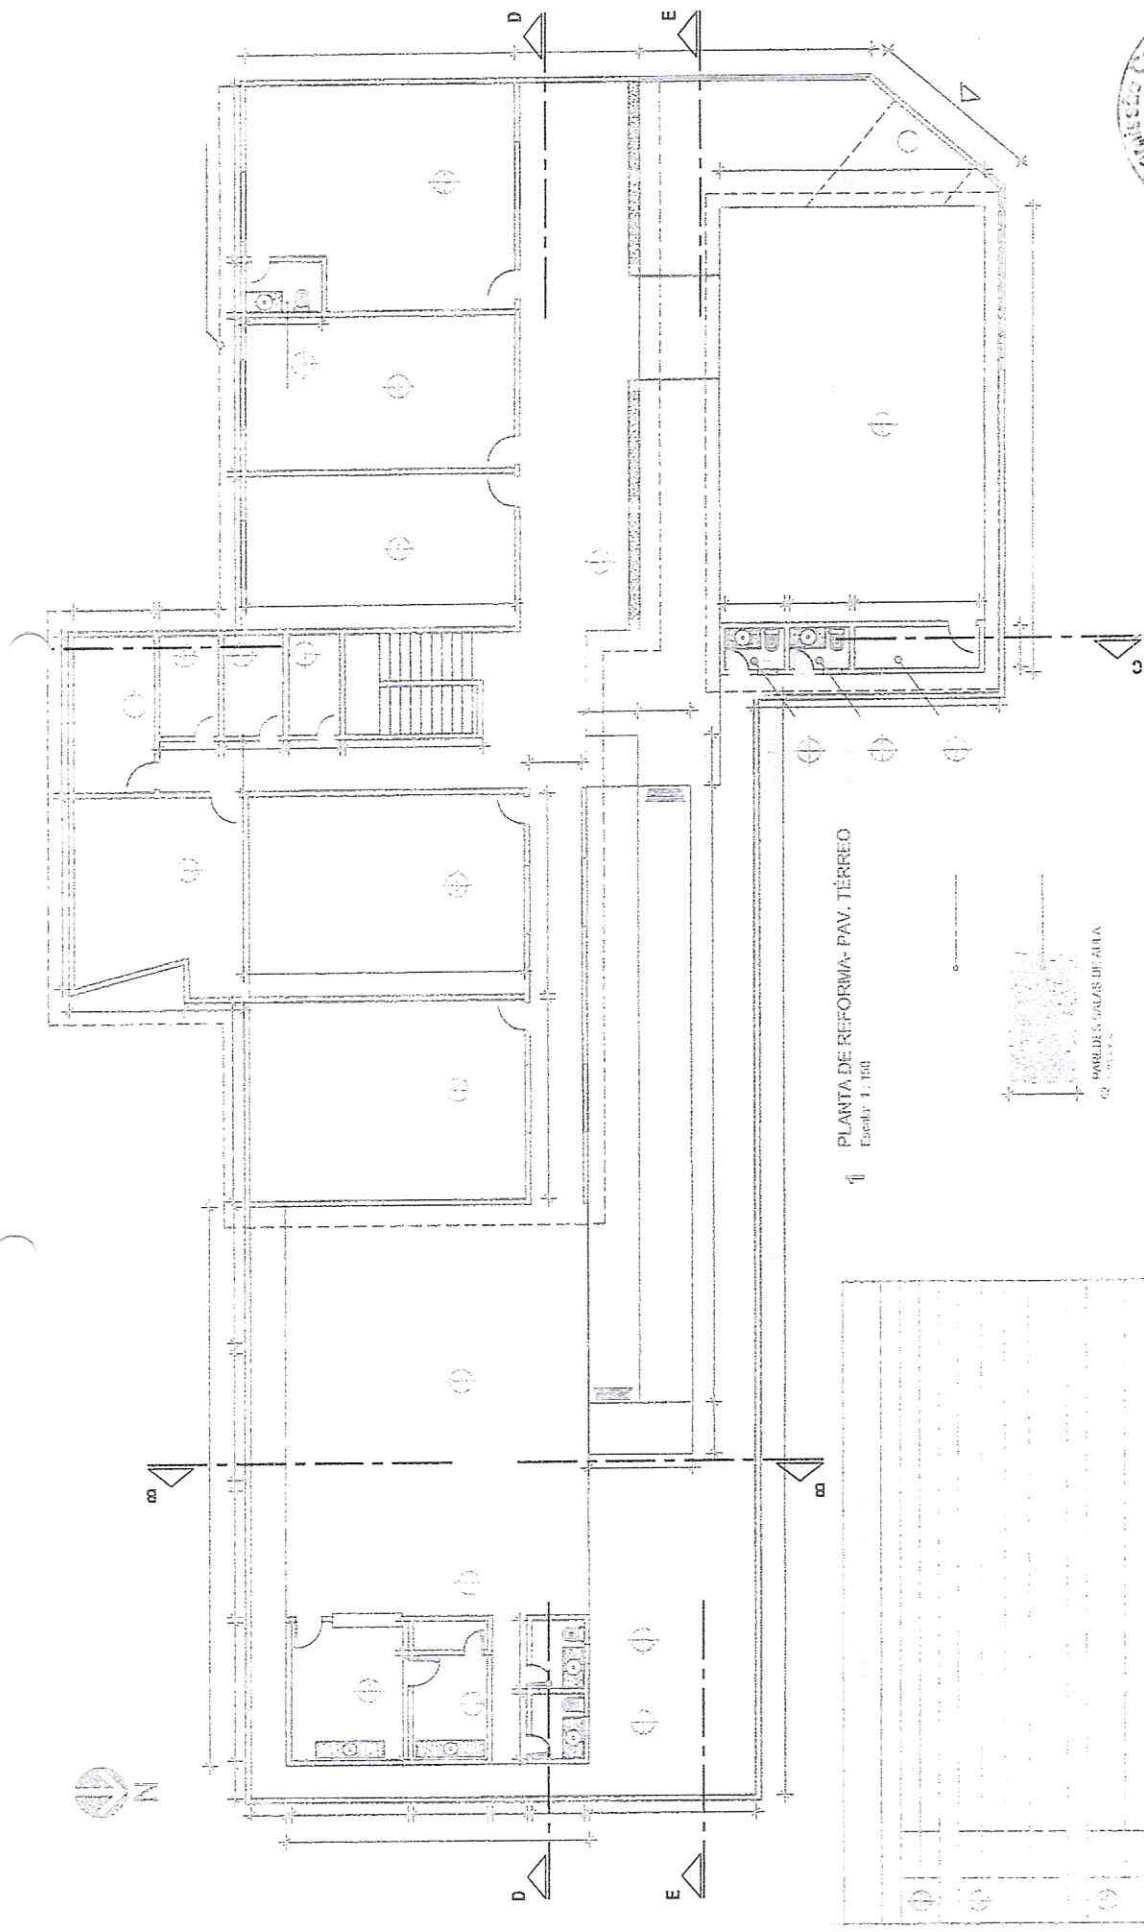 D
E
B
B
C
N
D
E
1
PLANTA DE REFORMA- PAV. TÉRREO
Escala: 1:150
PAREDES SALAS DE AULA